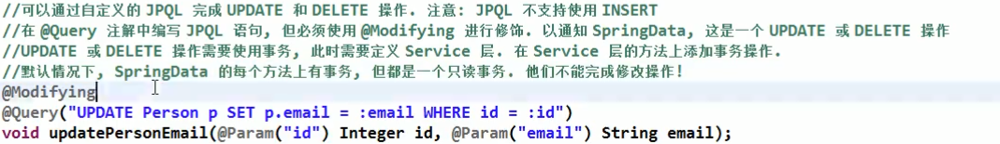 //可以通过自定义的 JPQL 完成 UPDATE 和 DELETE 操作. 注意: JPQL 不支持使用 INSERT
//在 @Query 注解中编写 JPQL 语句, 但必须使用 @Modifying 进行修饰. 以通知 SpringData, 这是一个 UPDATE 或 DELETE 操作
//UPDATE 或 DELETE 操作需要使用事务, 此时需要定义 Service 层. 在 Service 层的方法上添加事务操作.
//默认情况下, SpringData 的每个方法上有事务, 但都是一个只读事务. 他们不能完成修改操作!
@Modifying
@Query("UPDATE Person p SET p.email = :email WHERE id = :id")
void updatePersonEmail(@Param("id") Integer id, @Param("email") String email);